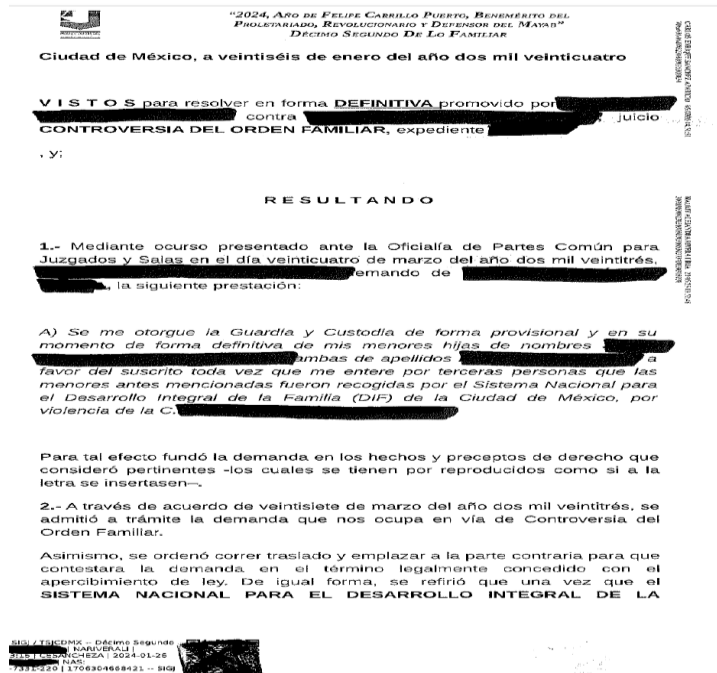 "2024, AÑO DE FELIPE CARRILLO PUERTO, BENEMÉRITO DEL
PROLETARIADO, REVOLUCIONARIO Y DEFENSOR DEL MAYAB"
DÉCIMO SEGUNDO DE LO FAMILIAR
Ciudad de México, a veintiséis de enero del año dos mil veinticuatro
V I S T O S para resolver en forma DEFINITIVA promovido por
contra , juicio
CONTROVERSIA DEL ORDEN FAMILIAR, expediente
, y;
R E S U L T A N D O
1.- Mediante ocurso presentado ante la Oficialía de Partes Común para
Juzgados y Salas en el día veinticuatro de marzo del año dos mil veintitrés,
emando de
, la siguiente prestación:
A) Se me otorgue la Guardia y Custodia de forma provisional y en su
momento de forma definitiva de mis menores hijas de nombres
ambas de apellidos a
favor del suscrito toda vez que me entere por terceras personas que las
menores antes mencionadas fueron recogidas por el Sistema Nacional para
el Desarrollo Integral de la Familia (DIF) de la Ciudad de México, por
violencia de la C.
Para tal efecto fundó la demanda en los hechos y preceptos de derecho que
consideró pertinentes -los cuales se tienen por reproducidos como si a la
letra se insertasen–.
2.- A través de acuerdo de veintisiete de marzo del año dos mil veintitrés, se
admitió a trámite la demanda que nos ocupa en vía de Controversia del
Orden Familiar.
Asimismo, se ordenó correr traslado y emplazar a la parte contraria para que
contestara la demanda en el término legalmente concedido con el
apercibimiento de ley. De igual forma, se refirió que una vez que el
SISTEMA NACIONAL PARA EL DESARROLLO INTEGRAL DE LA
SIGJ / TSJCDMX -- Décimo Segundo
| NARIVERALI |
| CESANCHEZA | 2024-01-26
| NAS:
-7331-220 | 1706304668421 -- SIGJ